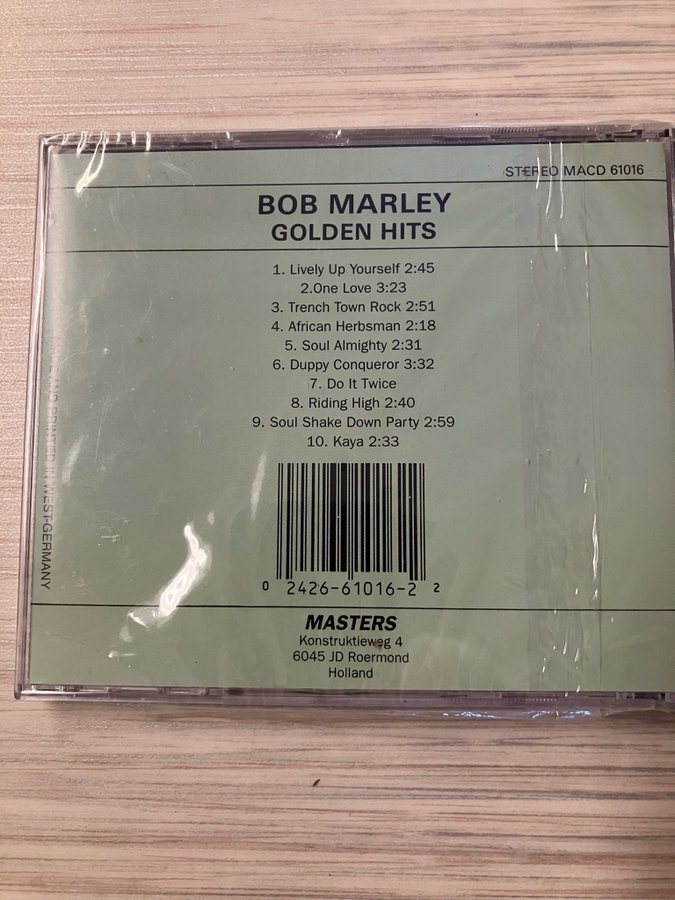 STEREO MACD 61016
BOB MARLEY
GOLDEN HITS
1. Lively Up Yourself 2:45
2.One Love 3:23
3. Trench Town Rock 2:51
4. African Herbsman 2:18
5. Soul Almighty 2:31
6. Duppy Conqueror 3:32
7. Do It Twice
8. Riding High 2:40
9. Soul Shake Down Party 2:59
10. Kaya 2:33
AND PRINTED IN WEST-GERMANY
0 2426-61016-2 2
MASTERS
Konstruktieweg 4
6045 JD Roermond
Holland